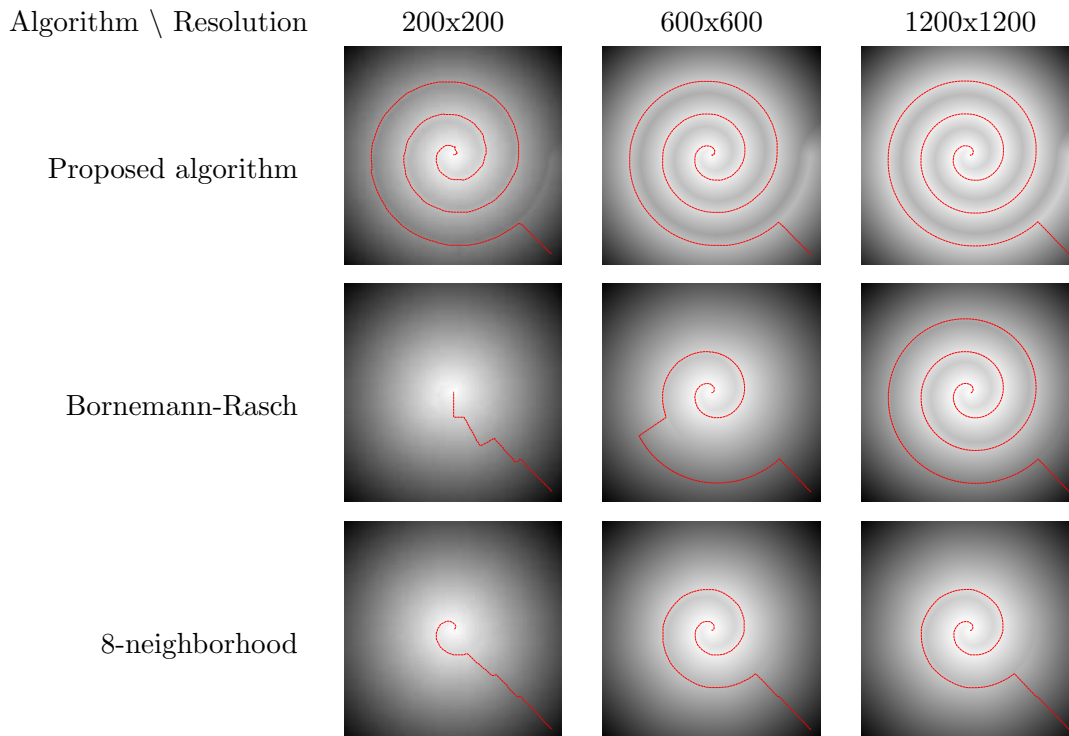 Algorithm \ Resolution 200x200 600x600 1200x1200
Proposed algorithm
Bornemann-Rasch
8-neighborhood